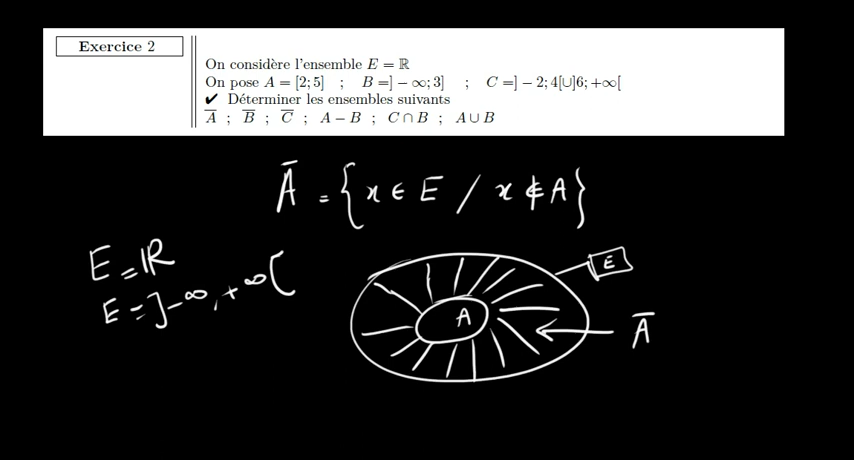 Exercice 2
On considère l'ensemble E = ℝ
On pose A = [2; 5] ; B =] − ∞; 3] ; C =] − 2; 4[∪]6; +∞[
✔ Déterminer les ensembles suivants
A̅ ; B̅ ; C̅ ; A − B ; C ∩ B ; A ∪ B
A̅ = {x ∈ E / x ∉ A}
E = ℝ
E = ]-∞, +∞[
E
A
A̅